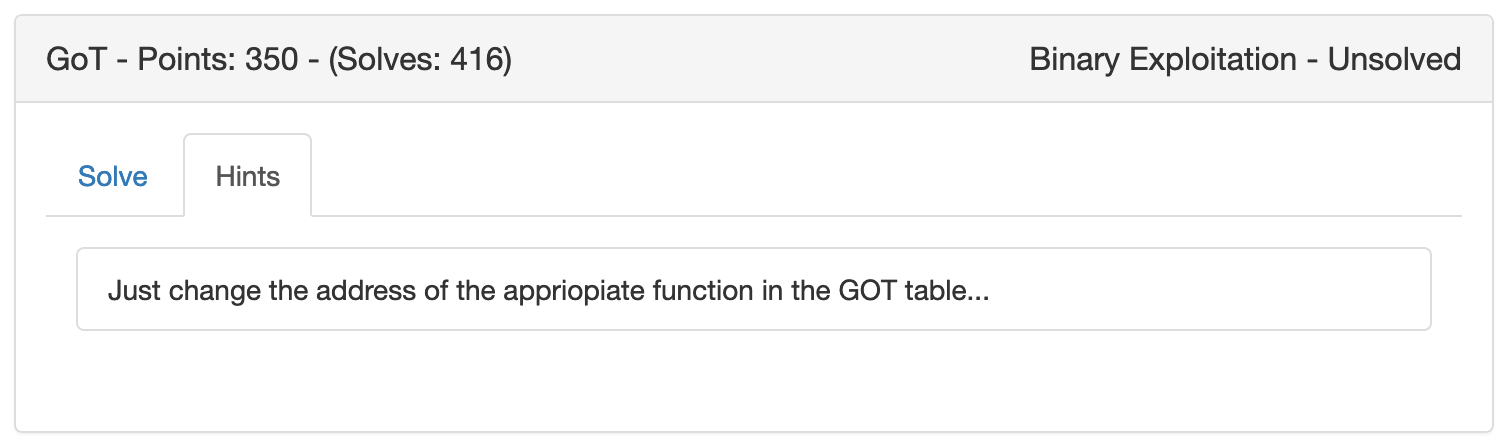 GoT - Points: 350 - (Solves: 416)
Binary Exploitation - Unsolved
Solve
Hints
Just change the address of the appriopiate function in the GOT table...